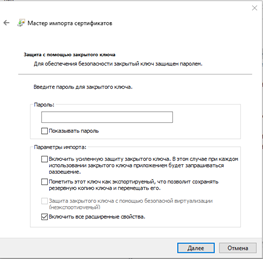 Мастер импорта сертификатов
Защита с помощью закрытого ключа
Для обеспечения безопасности закрытый ключ защищен паролем.
Введите пароль для закрытого ключа.
Пароль:
Показывать пароль
Параметры импорта:
Включить усиленную защиту закрытого ключа. В этом случае при каждом
использовании закрытого ключа приложением будет запрашиваться
разрешение.
Пометить этот ключ как экспортируемый, что позволит сохранять
резервную копию ключа и перемещать его.
Защита закрытого ключа с помощью безопасной виртуализации
(неэкспортируемый)
Включить все расширенные свойства.
Далее
Отмена